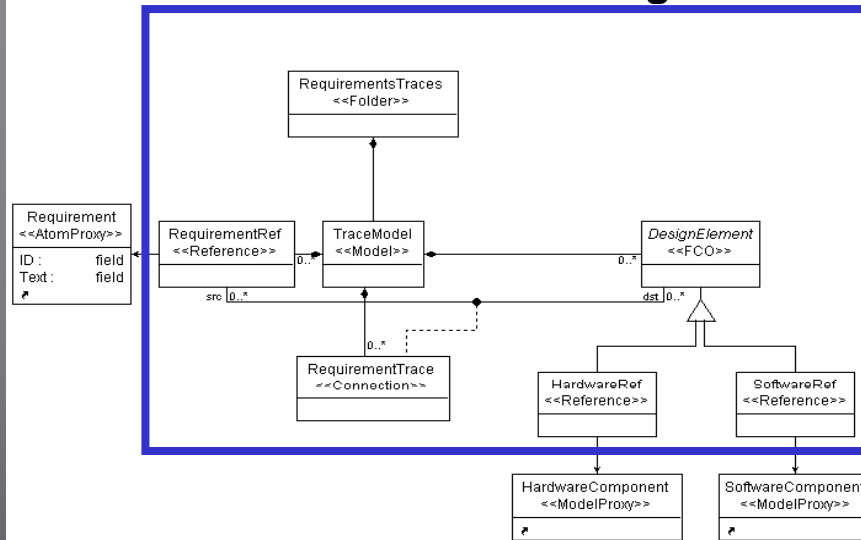 RequirementsTraces
<<Folder>>
Requirement
<<AtomProxy>>
ID : field
Text : field
RequirementRef
<<Reference>>
0..*
TraceModel
<<Model>>
DesignElement
<<FCO>>
0..*
src 0..*
dst 0..*
0..*
RequirementTrace
<<Connection>>
HardwareRef
<<Reference>>
SoftwareRef
<<Reference>>
HardwareComponent
<<ModelProxy>>
SoftwareComponent
<<ModelProxy>>